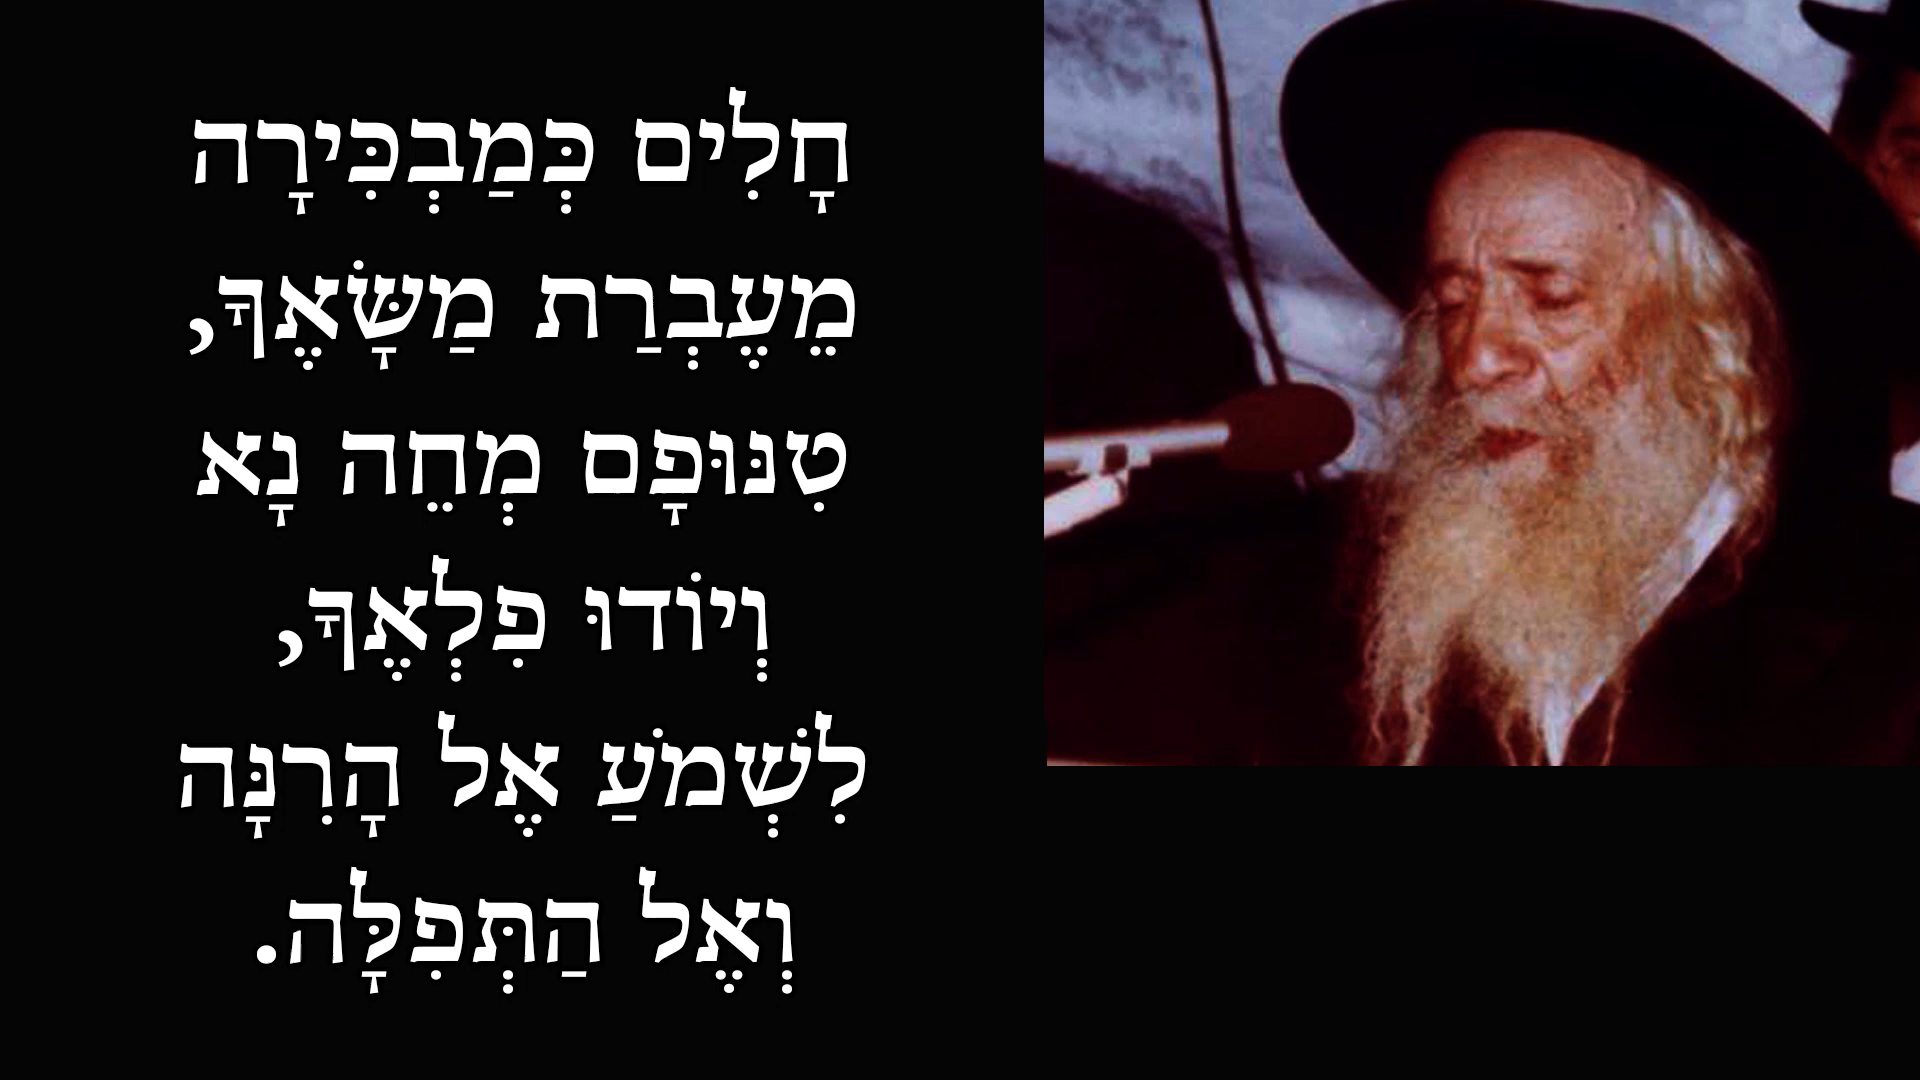 חָלִים כְּמַבְכִּירָה
מֵעֶבְרַת מַשָּׂאֶךָּ,
טִנּוּפָם מְחֵה נָא
וְיוֹדוּ פִלְאֶךָּ,
לִשְׁמֹעַ אֶל הָרִנָּה
וְאֶל הַתְּפִלָּה.